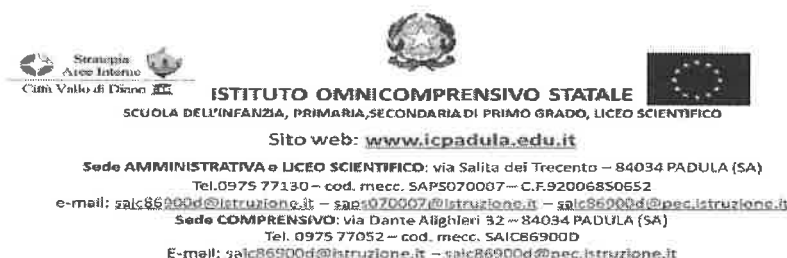 Strategia
Aree Interne
Città Vallo di Diano
ISTITUTO OMNICOMPRENSIVO STATALE
SCUOLA DELL'INFANZIA, PRIMARIA,SECONDARIA DI PRIMO GRADO, LICEO SCIENTIFICO
Sito web: www.icpadula.edu.it
Sede AMMINISTRATIVA e LICEO SCIENTIFICO: via Salita dei Trecento – 84034 PADULA (SA)
Tel.0975 77130 – cod. mecc. SAPS070007 – C.F.92006850652
e-mail: saic86900d@istruzione.it – saps070007@istruzione.it – saic86900d@pec.istruzione.it
Sede COMPRENSIVO: via Dante Alighieri 32 – 84034 PADULA (SA)
Tel. 0975 77052 – cod. mecc. SAIC86900D
E-mail: saic86900d@istruzione.it – saic86900d@pec.istruzione.it